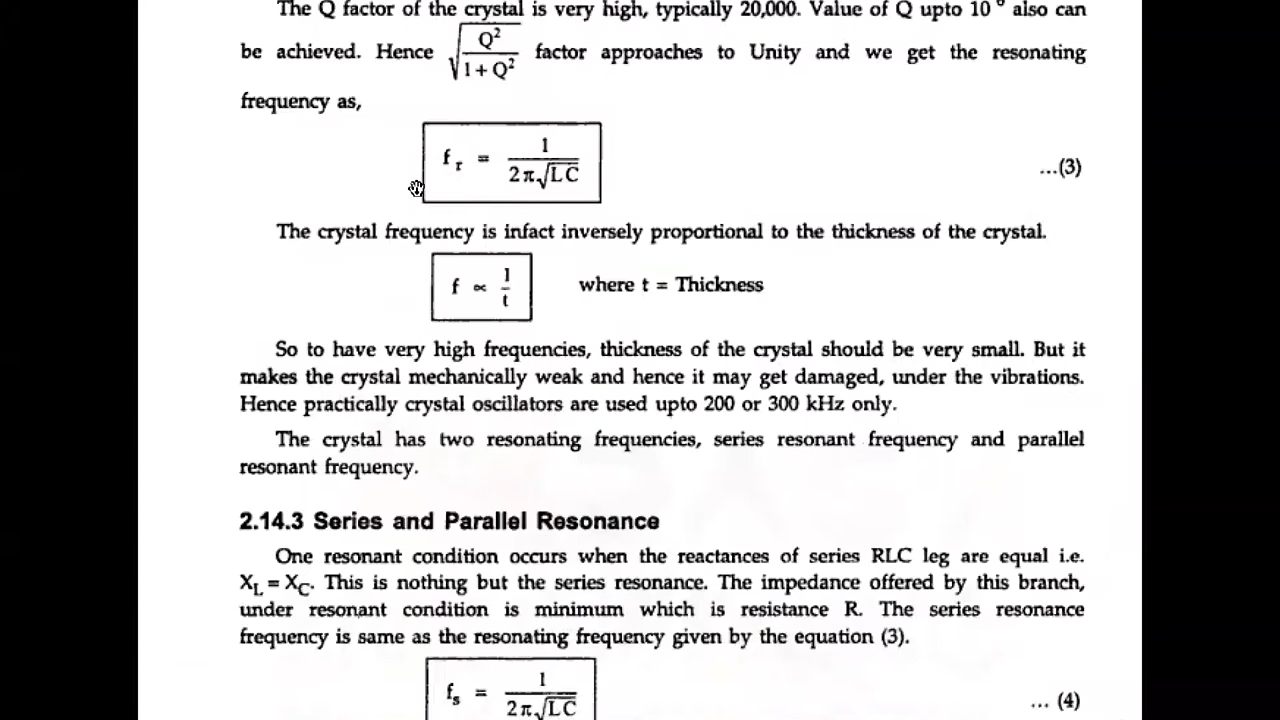 The Q factor of the crystal is very high, typically 20,000. Value of Q upto 10⁶ also can
be achieved. Hence √(Q²/(1+Q²)) factor approaches to Unity and we get the resonating
frequency as,
f_r = 1/(2π√(LC)) ...(3)
The crystal frequency is infact inversely proportional to the thickness of the crystal.
f ∝ 1/t where t = Thickness
So to have very high frequencies, thickness of the crystal should be very small. But it
makes the crystal mechanically weak and hence it may get damaged, under the vibrations.
Hence practically crystal oscillators are used upto 200 or 300 kHz only.
The crystal has two resonating frequencies, series resonant frequency and parallel
resonant frequency.
2.14.3 Series and Parallel Resonance
One resonant condition occurs when the reactances of series RLC leg are equal i.e.
X_L = X_C. This is nothing but the series resonance. The impedance offered by this branch,
under resonant condition is minimum which is resistance R. The series resonance
frequency is same as the resonating frequency given by the equation (3).
f_s = 1/(2π√(LC)) ... (4)